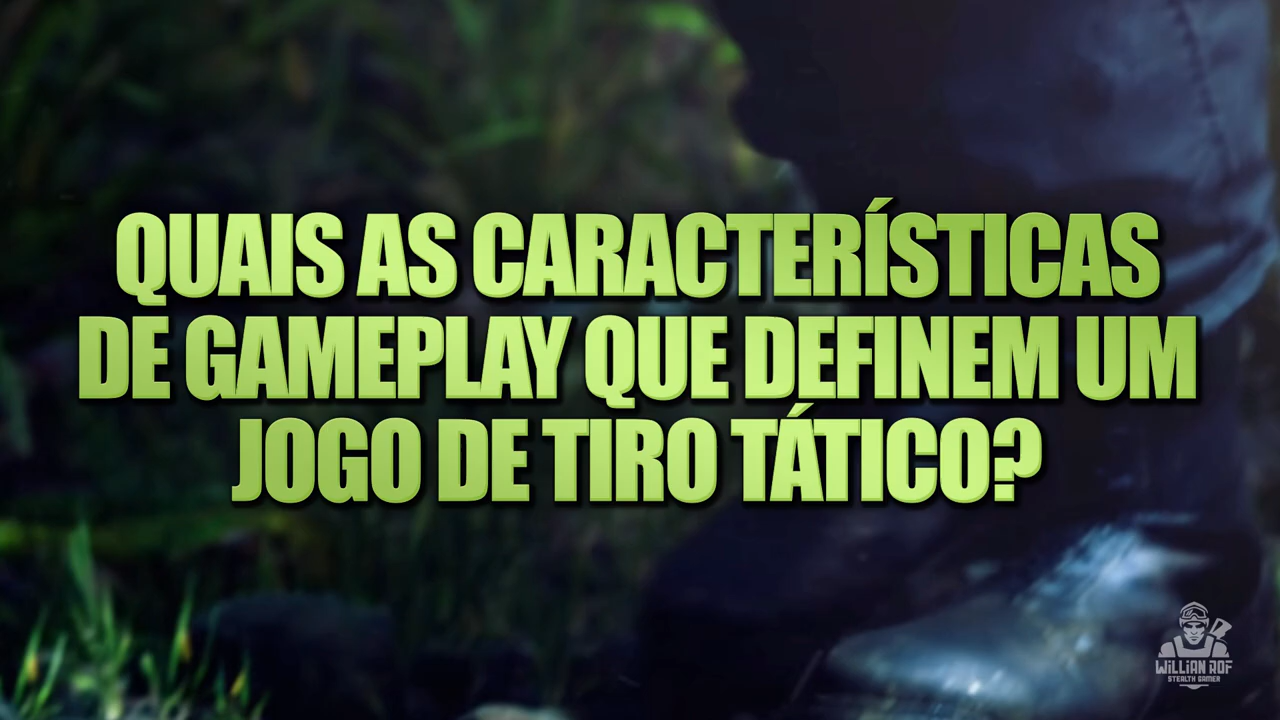 QUAIS AS CARACTERÍSTICAS
DE GAMEPLAY QUE DEFINEM UM
JOGO DE TIRO TÁTICO?
WILLIAN ROF
STEALTH GAMER